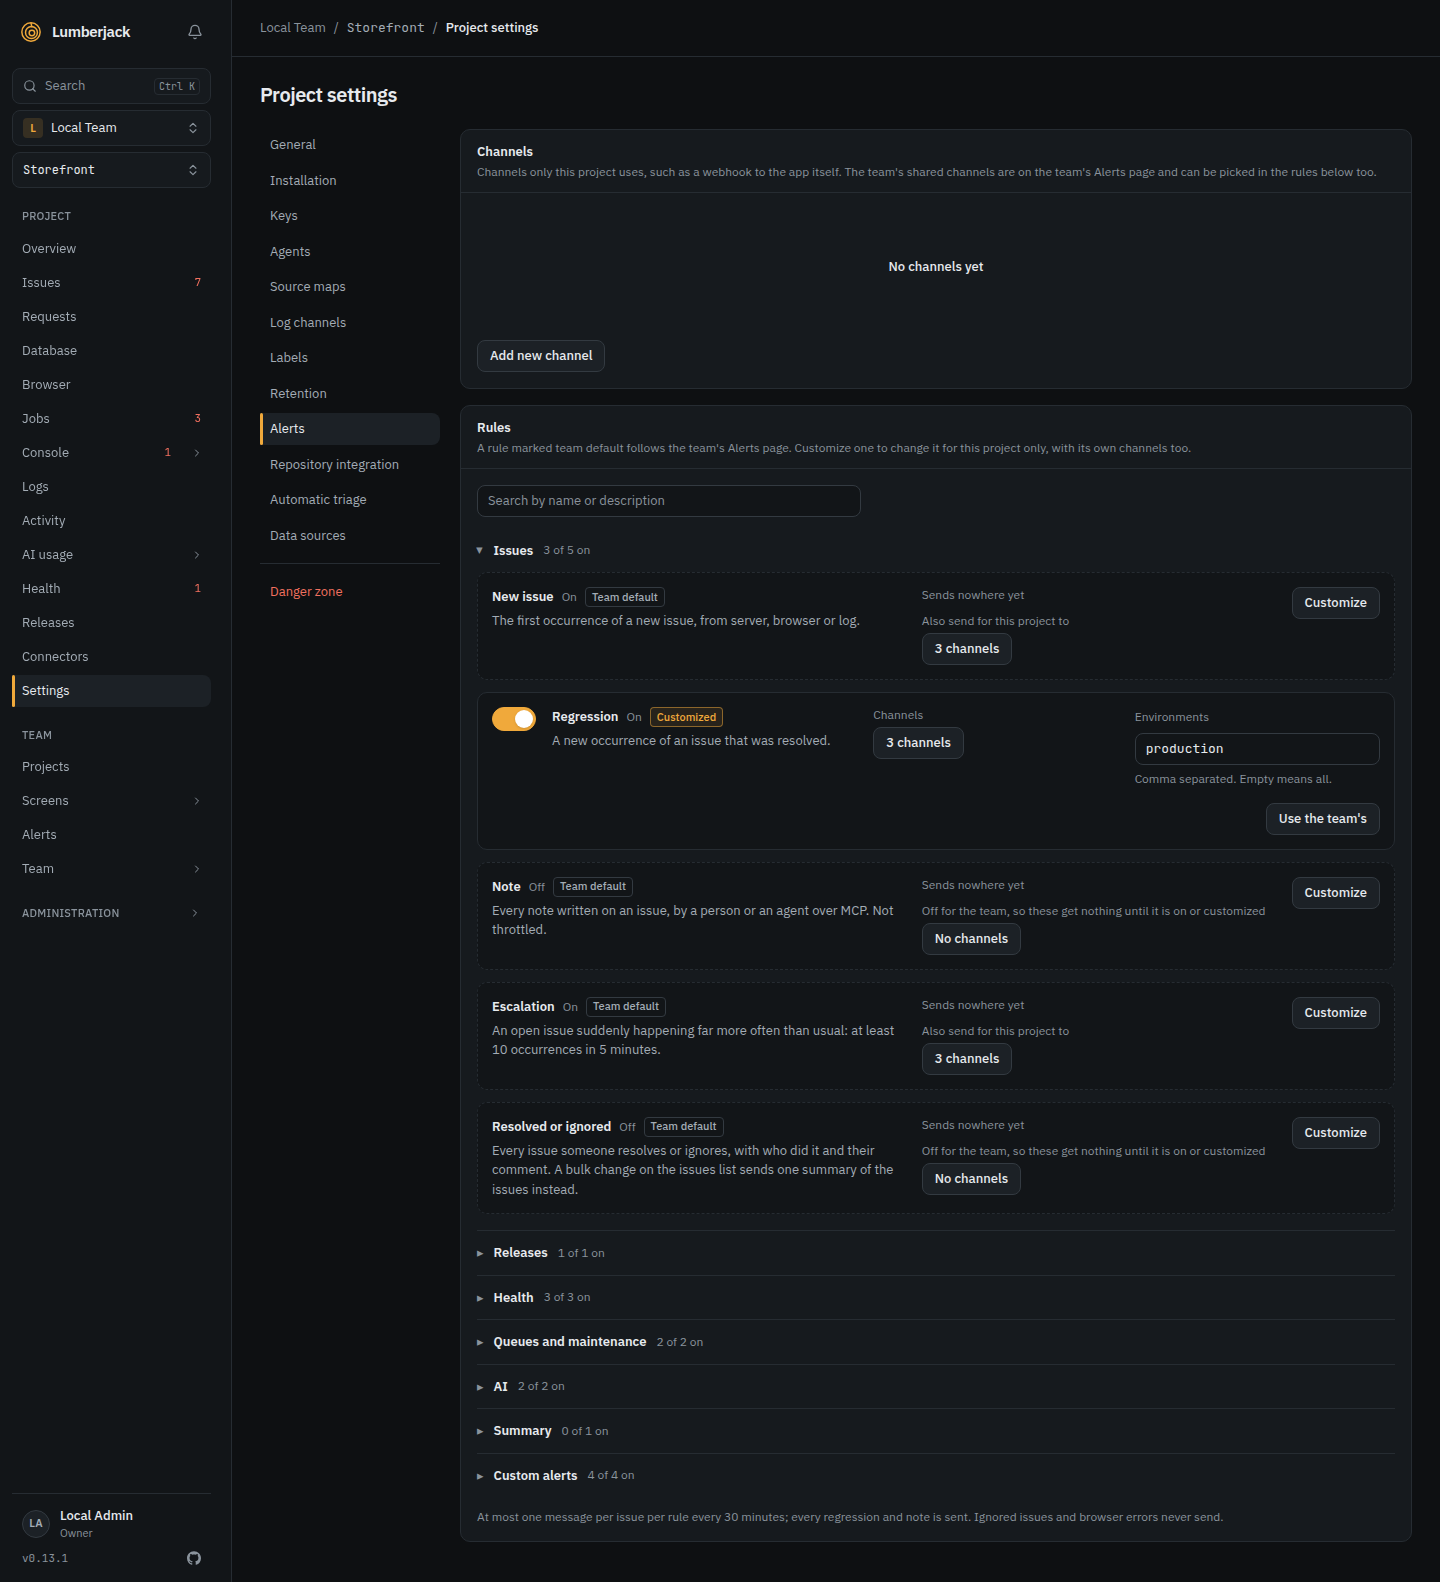 Lumberjack
Search
Ctrl K
L
Local Team
Storefront
PROJECT
Overview
Issues 7
Requests
Database
Browser
Jobs 3
Console 1
Logs
Activity
AI usage
Health 1
Releases
Connectors
Settings
TEAM
Projects
Screens
Alerts
Team
ADMINISTRATION
LA
Local Admin
Owner
v0.13.1
Local Team / Storefront / Project settings
Project settings
General
Installation
Keys
Agents
Source maps
Log channels
Labels
Retention
Alerts
Repository integration
Automatic triage
Data sources
Danger zone
Channels
Channels only this project uses, such as a webhook to the app itself. The team's shared channels are on the team's Alerts page and can be picked in the rules below too.
No channels yet
Add new channel
Rules
A rule marked team default follows the team's Alerts page. Customize one to change it for this project only, with its own channels too.
Search by name or description
Issues 3 of 5 on
New issue On Team default
The first occurrence of a new issue, from server, browser or log.
Sends nowhere yet
Also send for this project to
3 channels
Customize
Regression On Customized
A new occurrence of an issue that was resolved.
Channels
3 channels
Environments
production
Comma separated. Empty means all.
Use the team's
Note Off Team default
Every note written on an issue, by a person or an agent over MCP. Not
throttled.
Sends nowhere yet
Off for the team, so these get nothing until it is on or customized
No channels
Customize
Escalation On Team default
An open issue suddenly happening far more often than usual: at least
10 occurrences in 5 minutes.
Sends nowhere yet
Also send for this project to
3 channels
Customize
Resolved or ignored Off Team default
Every issue someone resolves or ignores, with who did it and their
comment. A bulk change on the issues list sends one summary of the
issues instead.
Sends nowhere yet
Off for the team, so these get nothing until it is on or customized
No channels
Customize
Releases 1 of 1 on
Health 3 of 3 on
Queues and maintenance 2 of 2 on
AI 2 of 2 on
Summary 0 of 1 on
Custom alerts 4 of 4 on
At most one message per issue per rule every 30 minutes; every regression and note is sent. Ignored issues and browser errors never send.